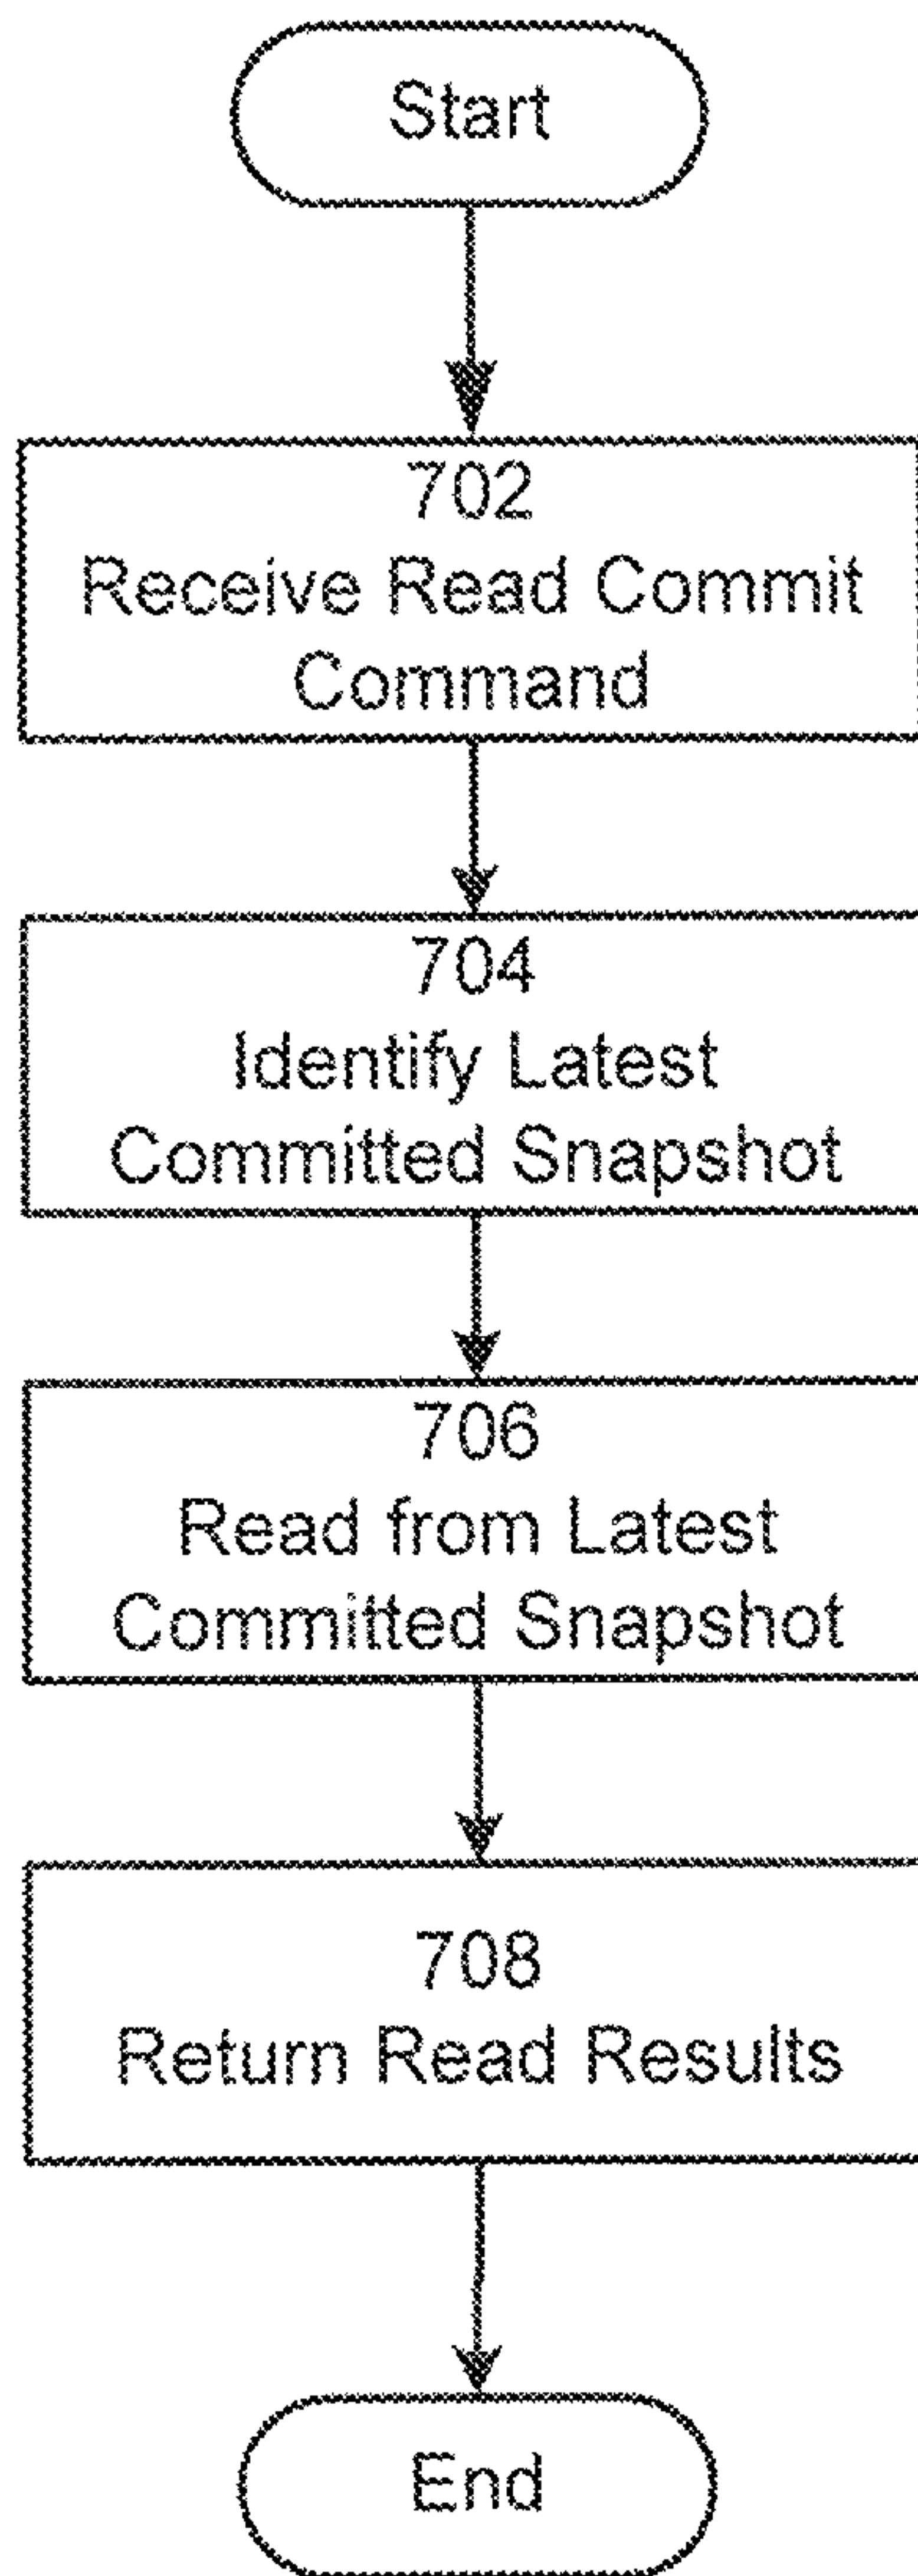 Start
702
Receive Read Commit
Command
704
Identify Latest
Committed Snapshot
706
Read from Latest
Committed Snapshot
708
Return Read Results
End